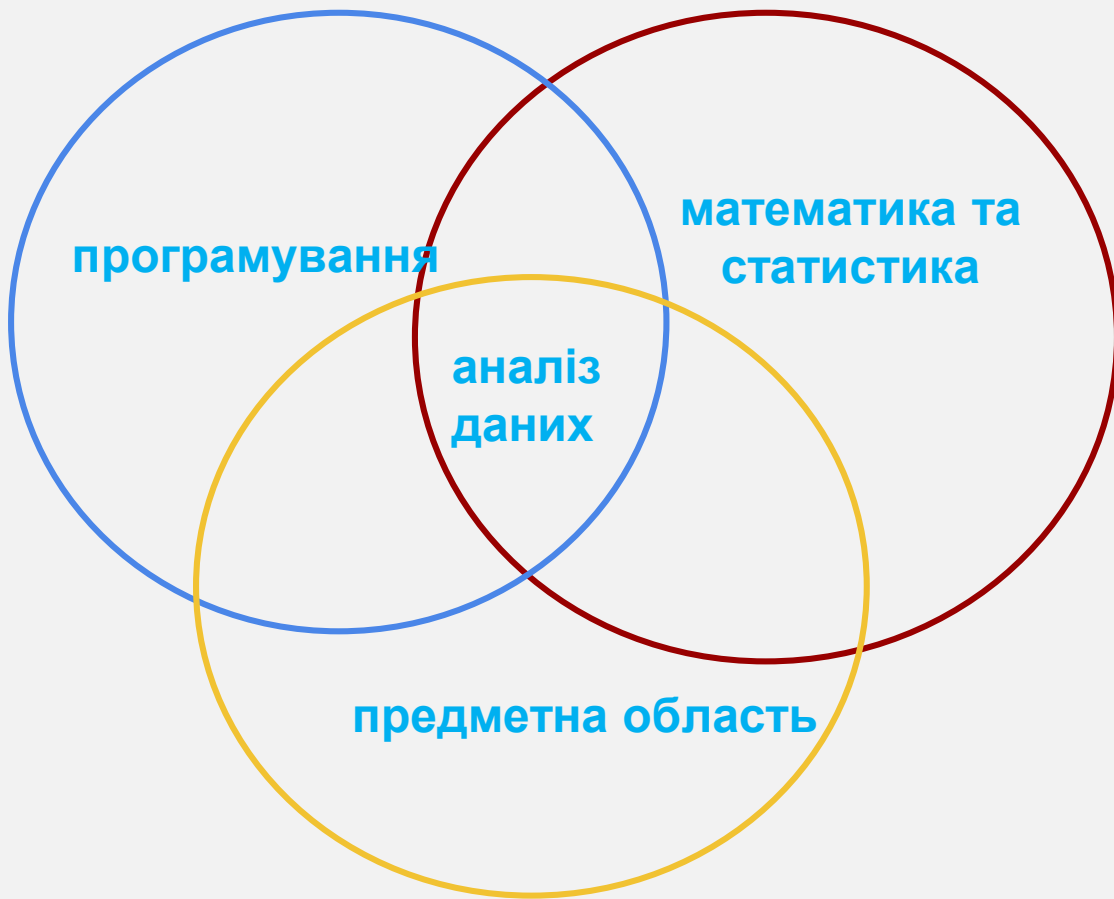 програмування
математика та
статистика
аналіз
даних
предметна область